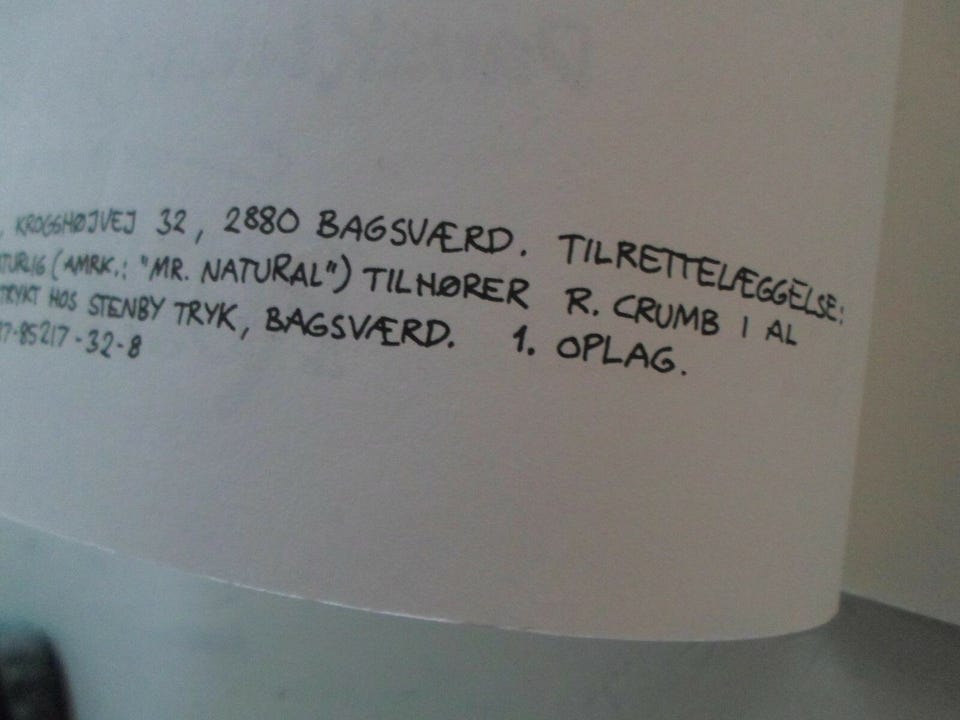 , KROGSHØJVEJ 32, 2880 BAGSVÆRD. TILRETTELÆGGELSE:
TURLIG (AMRK.: "MR. NATURAL") TILHØRER R. CRUMB I AL
TRYKT HOS STENBY TRYK, BAGSVÆRD. 1. OPLAG.
87-85217-32-8